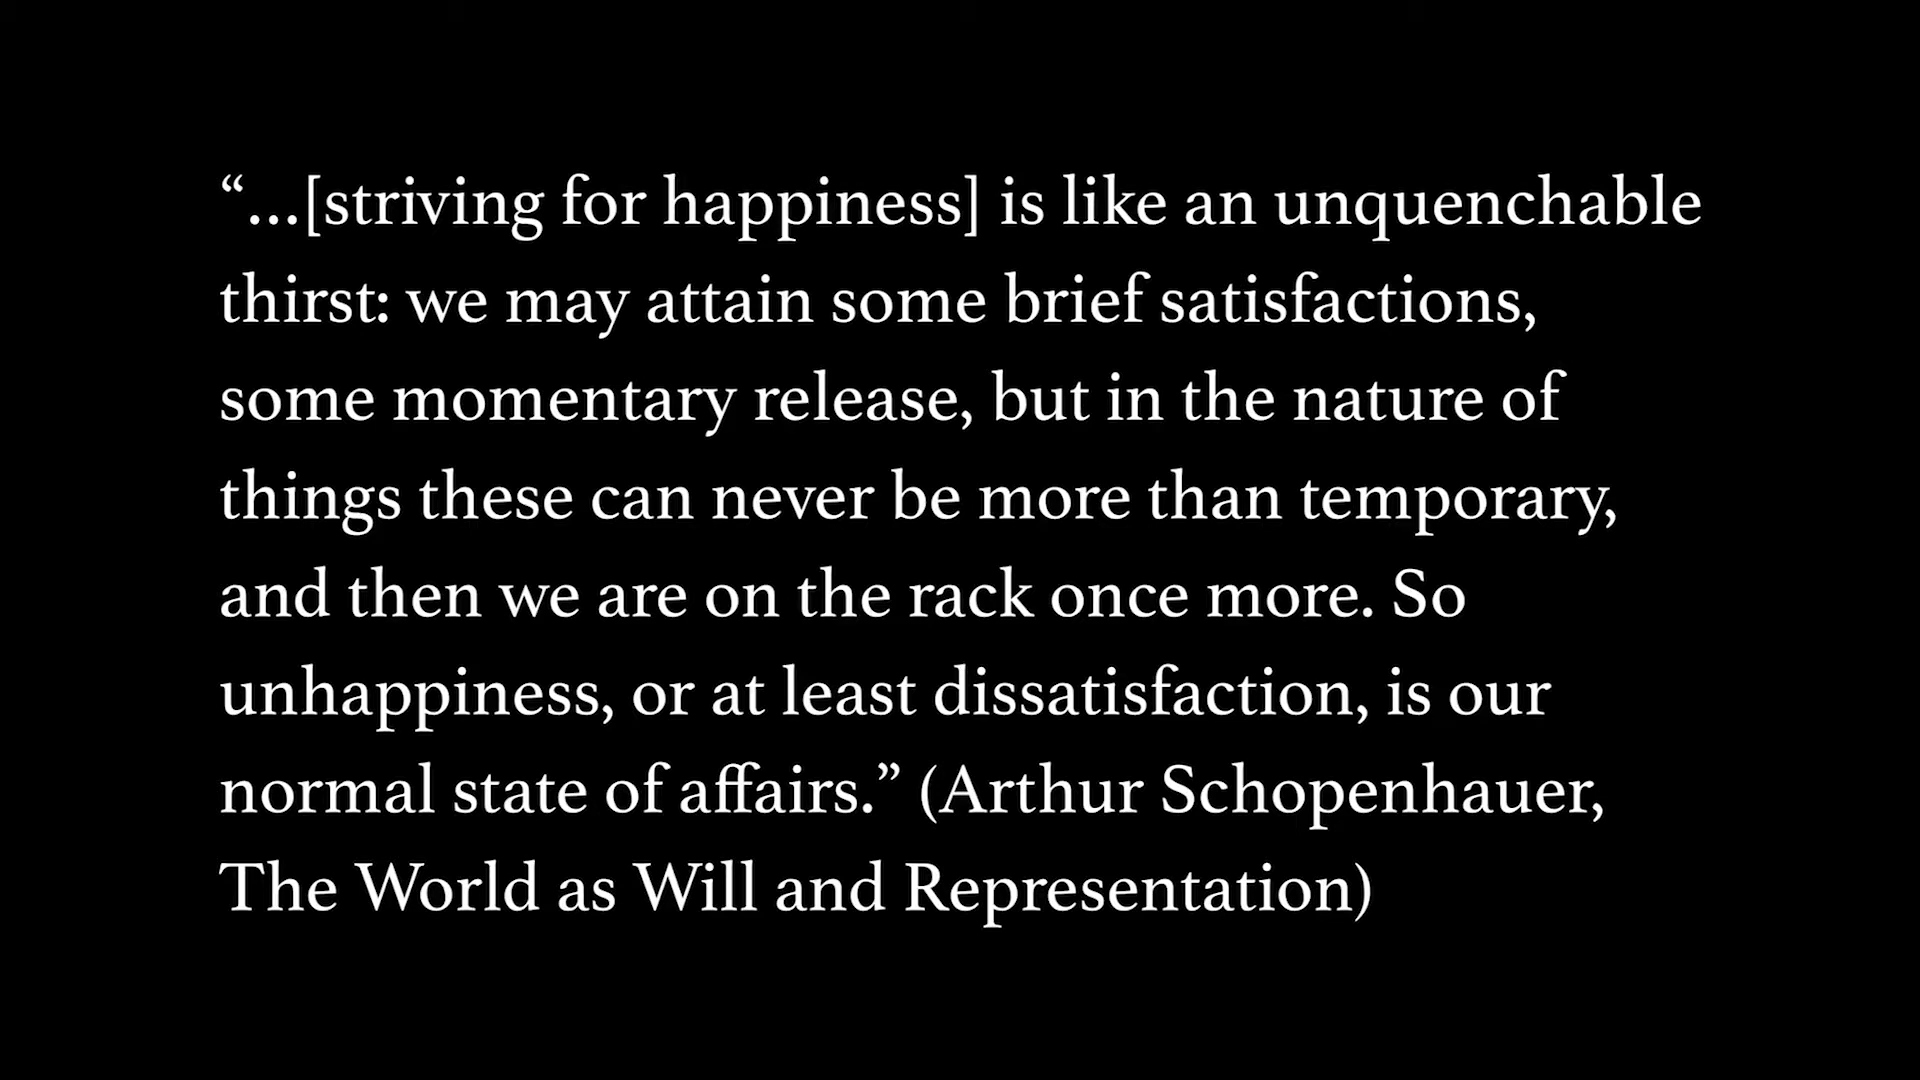 “…[striving for happiness] is like an unquenchable
thirst: we may attain some brief satisfactions,
some momentary release, but in the nature of
things these can never be more than temporary,
and then we are on the rack once more. So
unhappiness, or at least dissatisfaction, is our
normal state of affairs.” (Arthur Schopenhauer,
The World as Will and Representation)